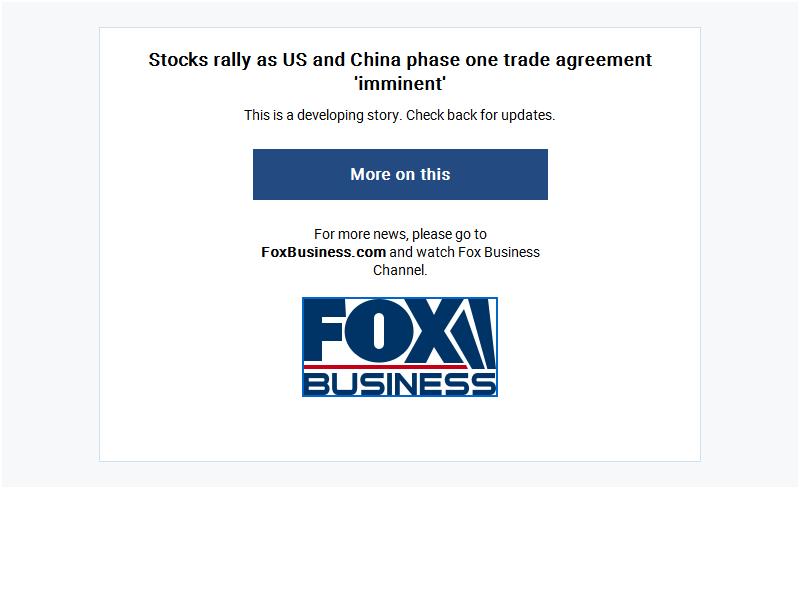 Stocks rally as US and China phase one trade agreement
'imminent'
This is a developing story. Check back for updates.
More on this
For more news, please go to
FoxBusiness.com and watch Fox Business
Channel.
FOX
BUSINESS